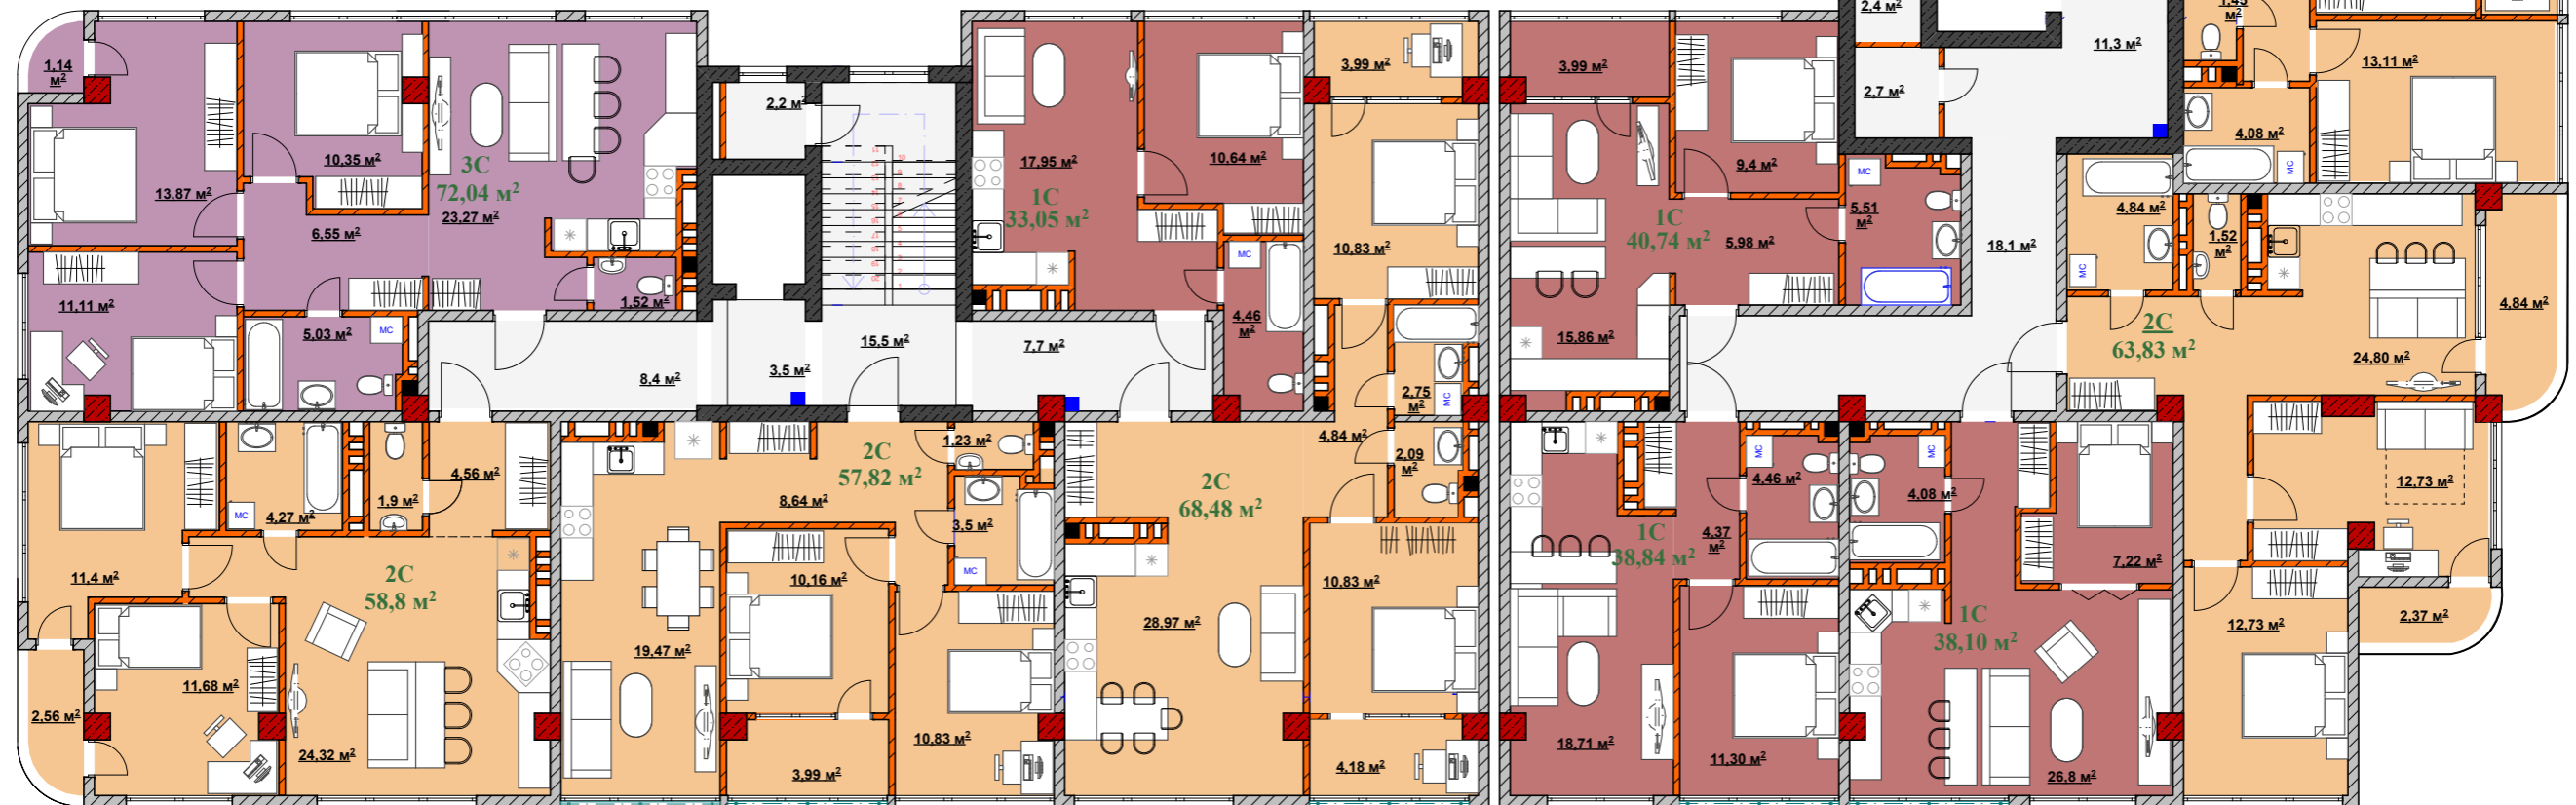 1,14
м²
13,87 м²
10,35 м²
3С
72,04 м²
23,27 м²
6,55 м²
11,11 м²
5,03 м²
МС
1,52 м²
2,2 м²
8,4 м²
3,5 м²
15,5 м²
7,7 м²
17,95 м²
1С
33,05 м²
10,64 м²
МС
4,46
м²
3,99 м²
10,83 м²
2,75
м²
МС
4,84 м²
2,09
м²
2С
68,48 м²
28,97 м²
10,83 м²
4,18 м²
11,4 м²
МС
4,27 м²
1,9 м²
4,56 м²
2С
58,8 м²
11,68 м²
2,56 м²
24,32 м²
2С
57,82 м²
1,23 м²
8,64 м²
3,5 м²
МС
10,16 м²
19,47 м²
3,99 м²
10,83 м²
3,99 м²
9,4 м²
1С
40,74 м²
5,98 м²
МС
5,51
м²
15,86 м²
2,4 м²
2,7 м²
11,3 м²
18,1 м²
1,45
м²
13,11 м²
4,08 м²
МС
4,84 м²
МС
1,52
м²
2С
63,83 м²
24,80 м²
4,84 м²
12,73 м²
12,73 м²
2,37 м²
МС
4,46 м²
1С
38,84 м²
4,37
м²
18,71 м²
11,30 м²
МС
4,08 м²
7,22 м²
1С
38,10 м²
26,8 м²